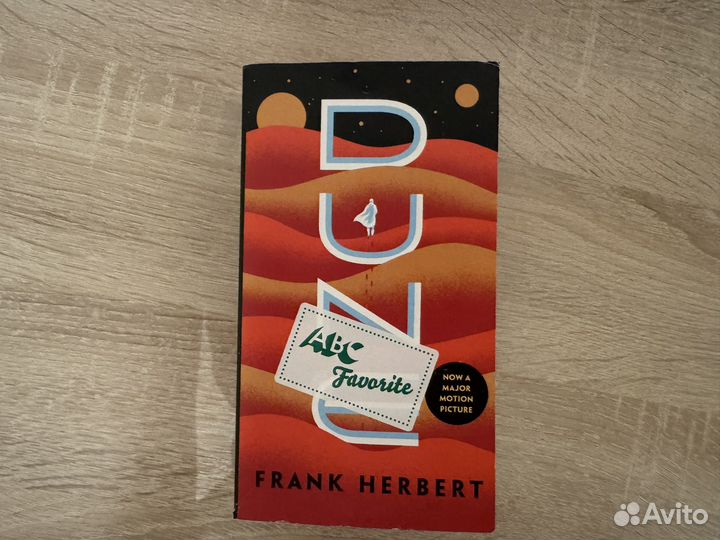 DUNE
ABC
Favorite
NOW A
MAJOR
MOTION
PICTURE
FRANK HERBERT
Avito